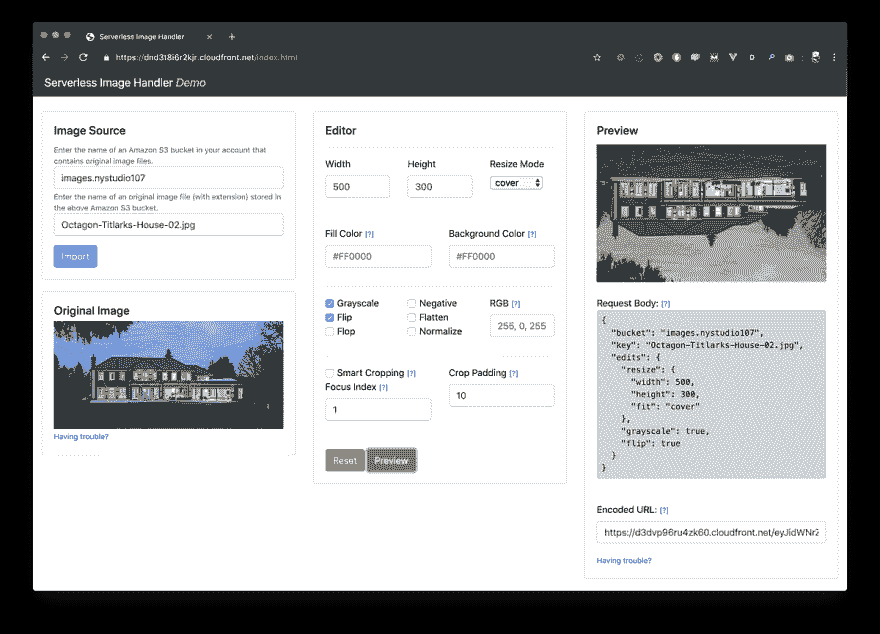 Serverless Image Handler
https://dnd318i6r2kjr.cloudfront.net/index.html
Serverless Image Handler Demo
Image Source
Enter the name of an Amazon S3 bucket in your account that
contains original image files.
images.nystudio107
Enter the name of an original image file (with extension) stored in
the above Amazon S3 bucket.
Octagon-Titlarks-House-02.jpg
Import
Original Image
Having trouble?
Editor
Width
Height
Resize Mode
500
300
cover
Fill Color [?]
Background Color [?]
#FF0000
#FF0000
Grayscale
Negative
RGB [?]
Flip
Flatten
255, 0, 255
Flop
Normalize
Smart Cropping [?]
Crop Padding [?]
Focus Index [?]
10
1
Reset
Preview
Preview
Request Body: [?]
{
"bucket": "images.nystudio107",
"key": "Octagon-Titlarks-House-02.jpg",
"edits": {
"resize": {
"width": 500,
"height": 300,
"fit": "cover"
},
"grayscale": true,
"flip": true
}
}
Encoded URL: [?]
https://d3dvp96ru4zk60.cloudfront.net/eyJidWNrZ
Having trouble?